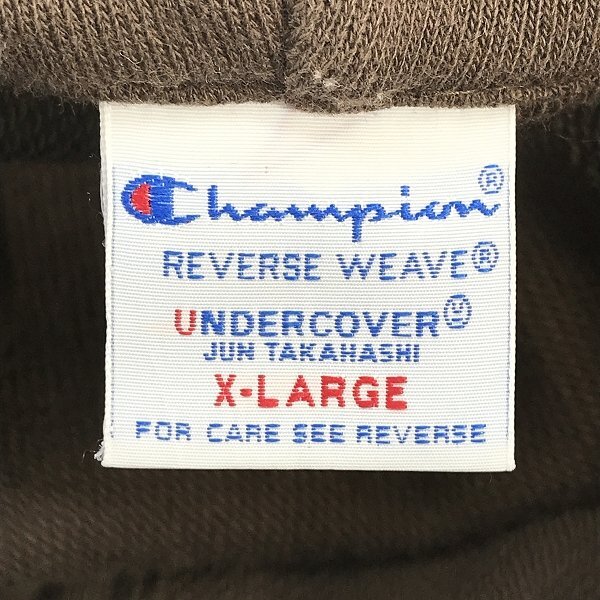 Champion®
REVERSE WEAVE®
UNDERCOVER Ⓤ
JUN TAKAHASHI
X-LARGE
FOR CARE SEE REVERSE